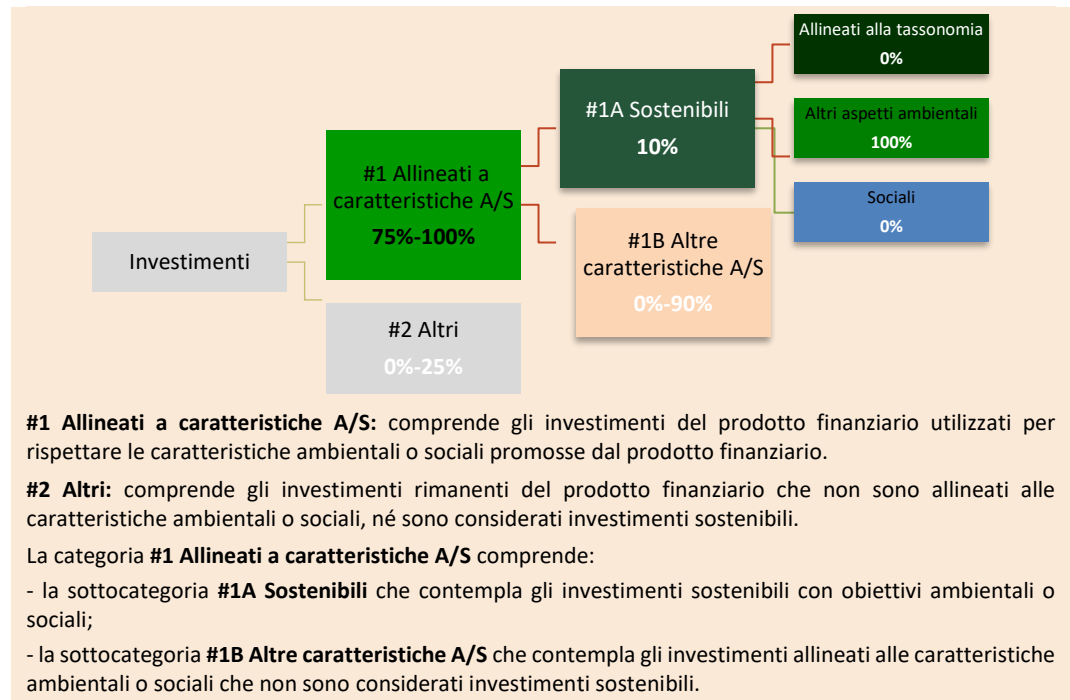 Allineati alla tassonomia
0%
#1A Sostenibili
10%
Altri aspetti ambientali
100%
#1 Allineati a
caratteristiche A/S
75%-100%
Sociali
0%
#1B Altre
caratteristiche A/S
0%-90%
Investimenti
#2 Altri
0%-25%
#1 Allineati a caratteristiche A/S: comprende gli investimenti del prodotto finanziario utilizzati per
rispettare le caratteristiche ambientali o sociali promosse dal prodotto finanziario.
#2 Altri: comprende gli investimenti rimanenti del prodotto finanziario che non sono allineati alle
caratteristiche ambientali o sociali, né sono considerati investimenti sostenibili.
La categoria #1 Allineati a caratteristiche A/S comprende:
- la sottocategoria #1A Sostenibili che contempla gli investimenti sostenibili con obiettivi ambientali o
sociali;
- la sottocategoria #1B Altre caratteristiche A/S che contempla gli investimenti allineati alle caratteristiche
ambientali o sociali che non sono considerati investimenti sostenibili.